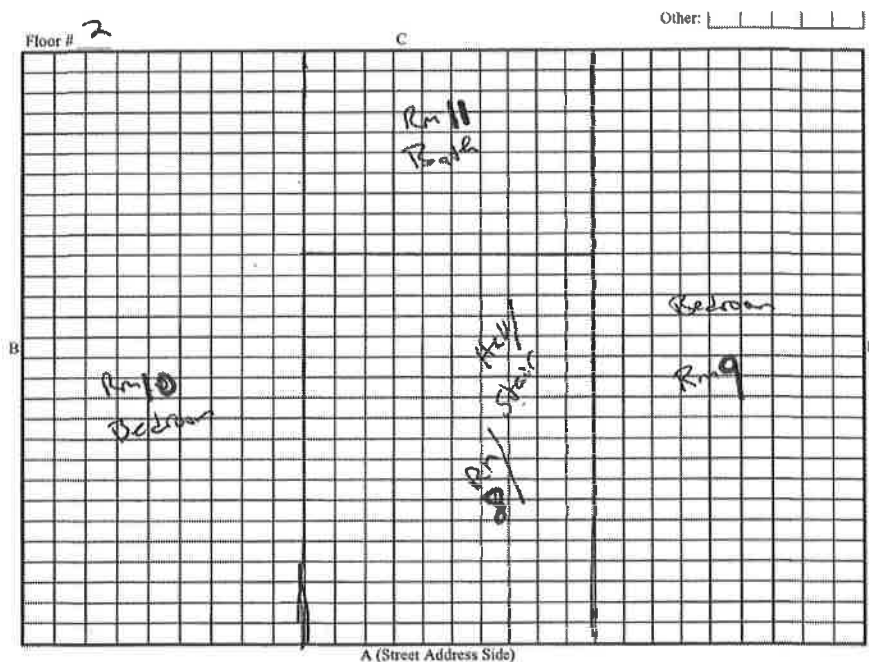 Other:
Floor # 2
C
Rm 11
Bath
Bedroom
Rm 9
B
Rm 10
Bedroom
Hall/
Stair
Rm 8
A (Street Address Side)